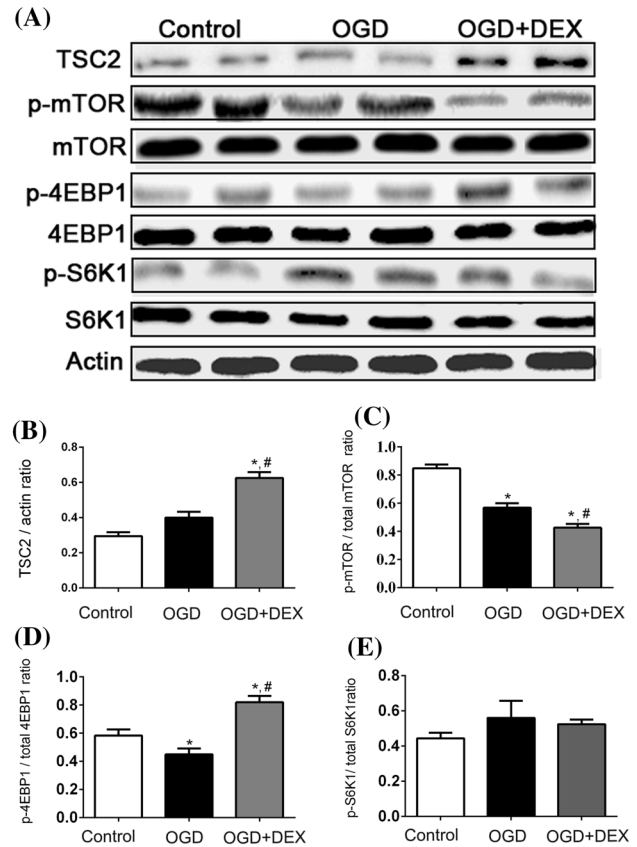 (A)
Control OGD OGD+DEX
TSC2
p-mTOR
mTOR
p-4EBP1
4EBP1
p-S6K1
S6K1
Actin
(B)
TSC2 / actin ratio
0.8
0.6
0.4
0.2
0.0
*, #
Control OGD OGD+DEX
(C)
p-mTOR / total mTOR ratio
1.0
0.8
0.6
0.4
0.2
0.0
*
*, #
Control OGD OGD+DEX
(D)
p-4EBP1 / total 4EBP1 ratio
1.0
0.8
0.6
0.4
0.2
0.0
*
*, #
Control OGD OGD+DEX
(E)
p-S6K1/ total S6K1ratio
0.8
0.6
0.4
0.2
0.0
Control OGD OGD+DEX